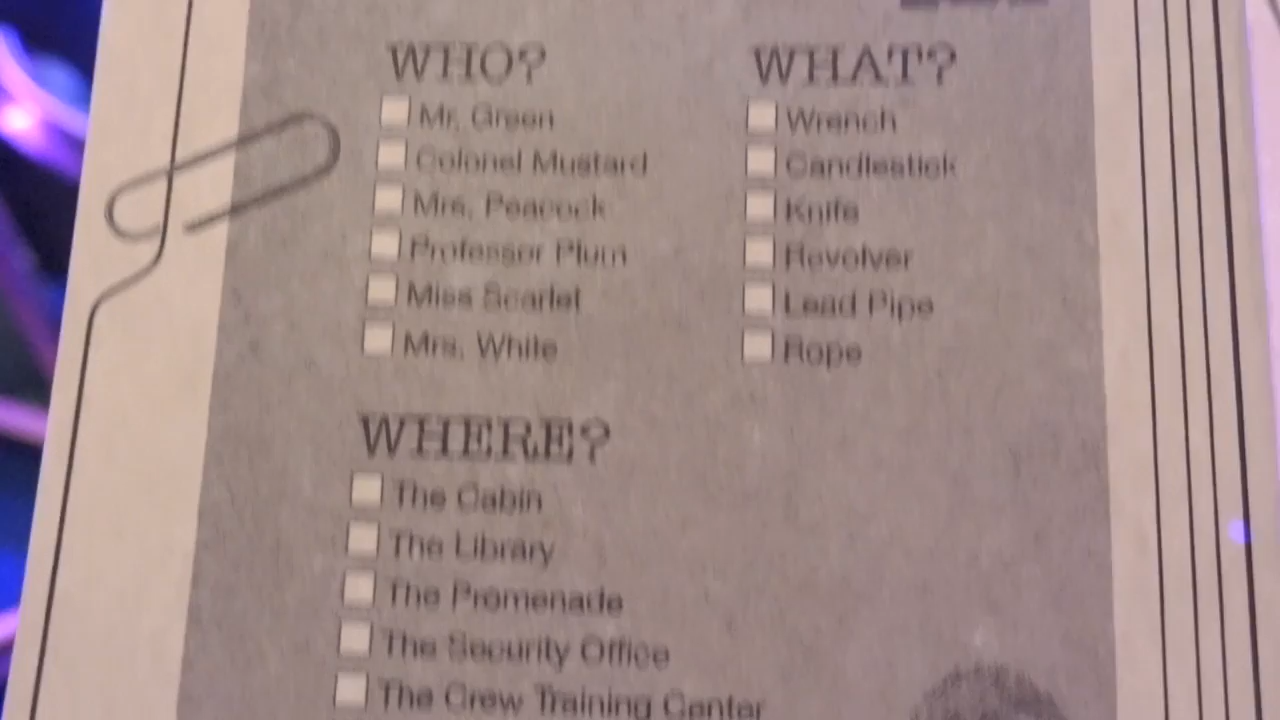 WHO?
Mr. Green
Colonel Mustard
Mrs. Peacock
Professor Plum
Miss Scarlet
Mrs. White
WHAT?
Wrench
Candlestick
Knife
Revolver
Lead Pipe
Rope
WHERE?
The Cabin
The Library
The Promenade
The Security Office
The Crew Training Center